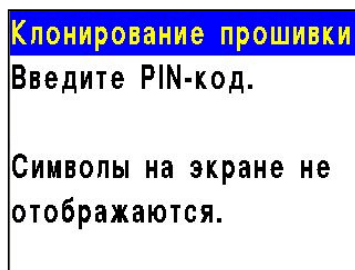 Клонирование прошивки
Введите PIN-код.
Символы на экране не
отображаются.